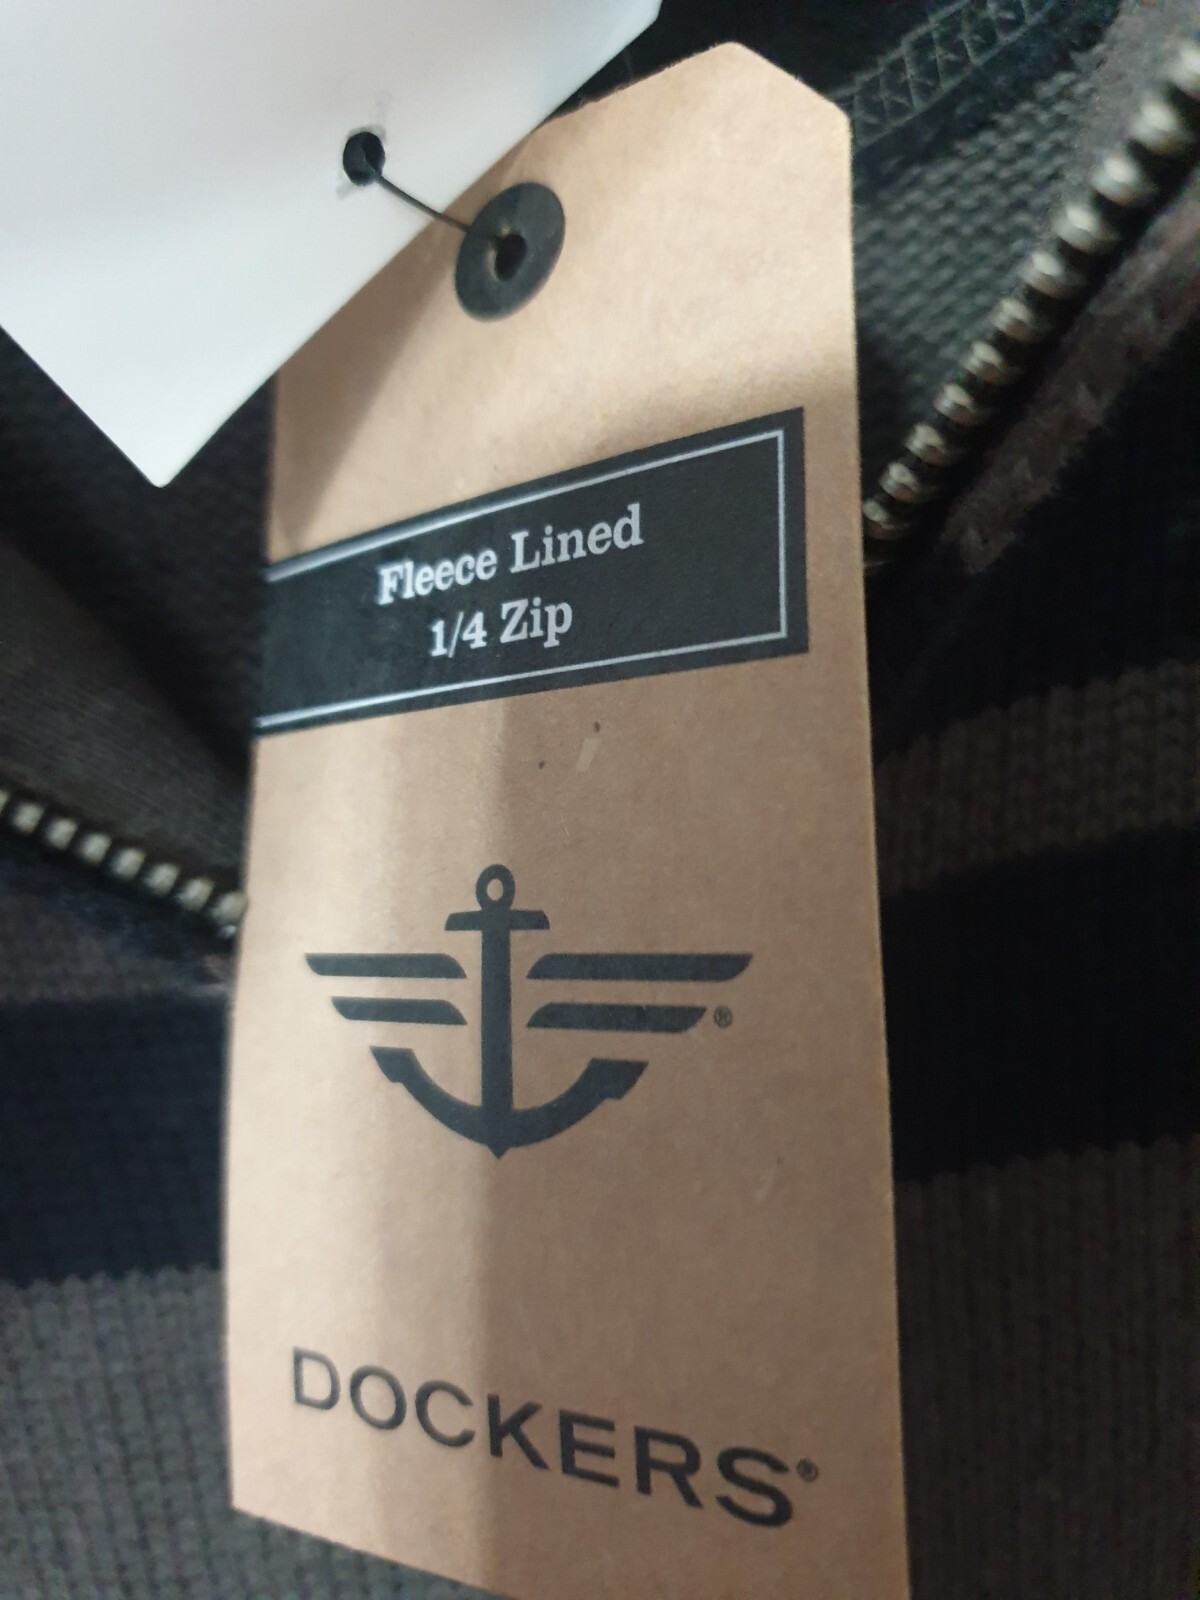 Fleece Lined
1/4 Zip
®
DOCKERS®